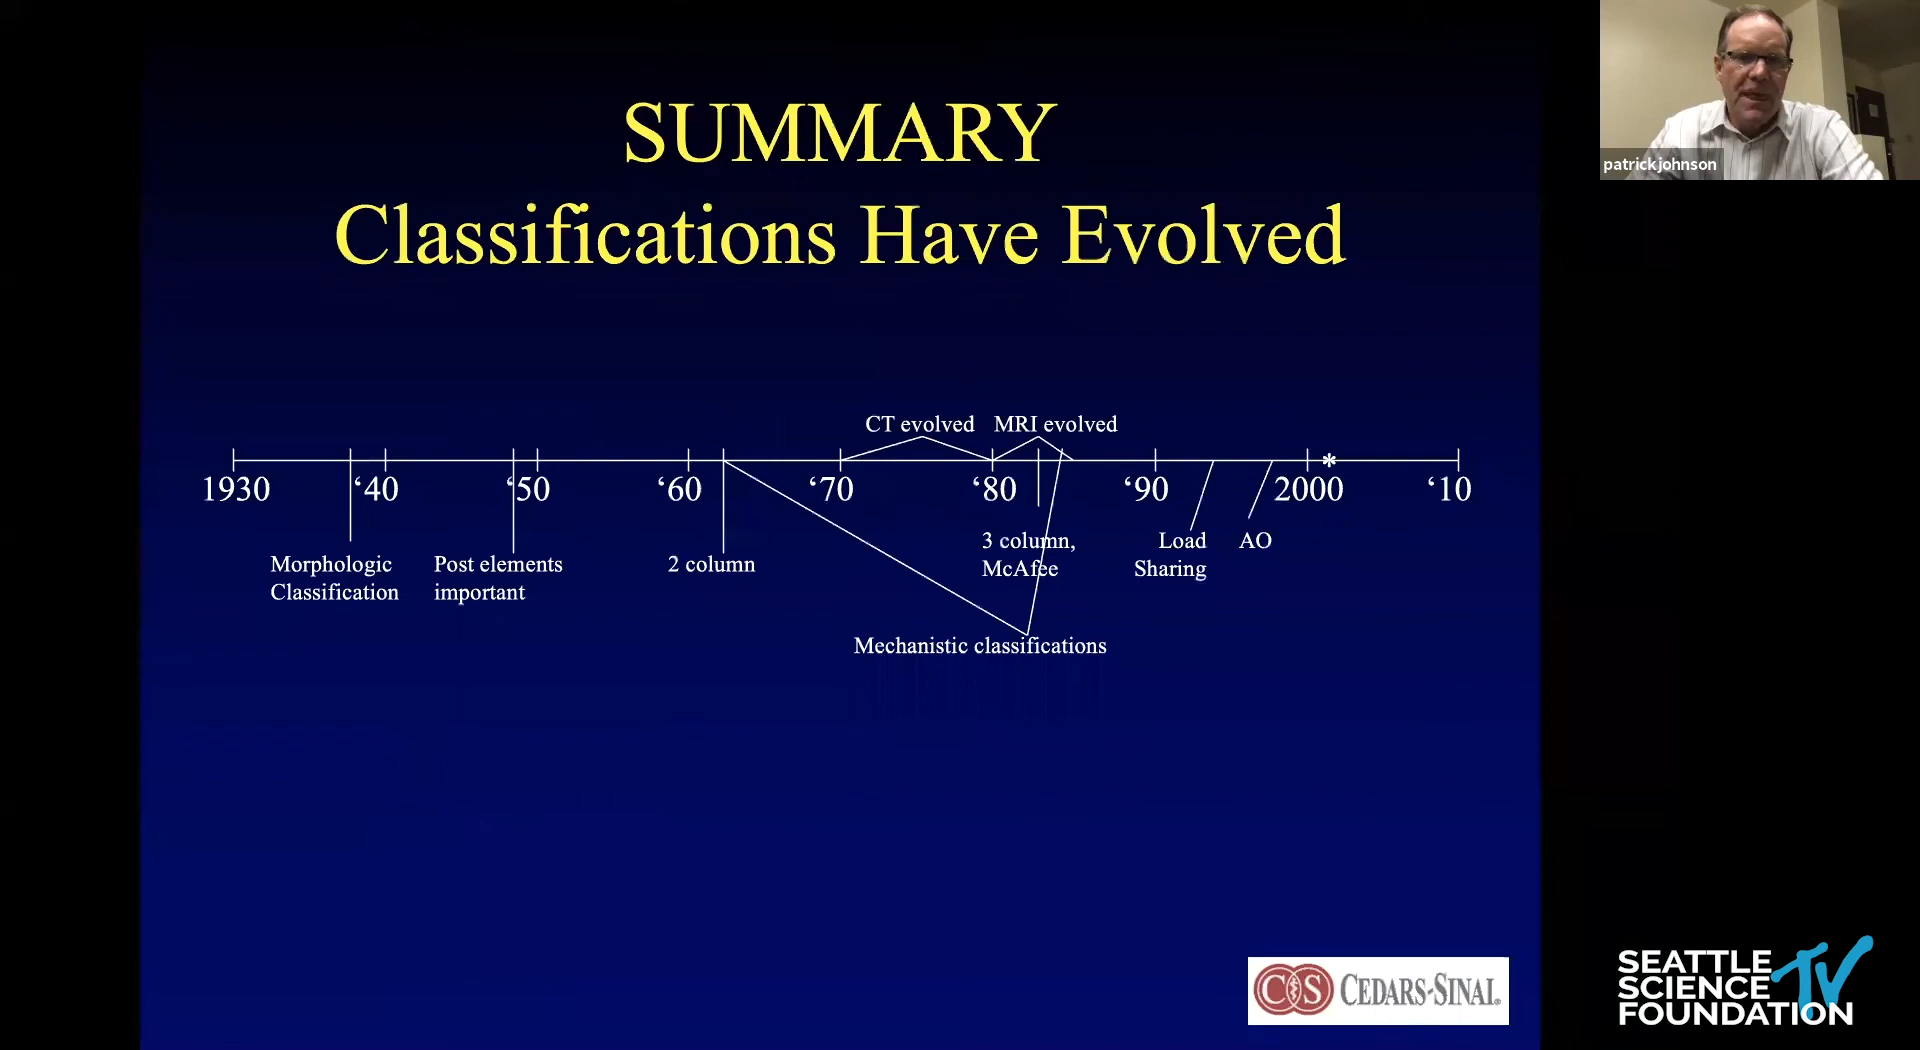 SUMMARY
Classifications Have Evolved
CT evolved
MRI evolved
1930
‘40
‘50
‘60
‘70
‘80
‘90
2000
*
‘10
Morphologic
Classification
Post elements
important
2 column
3 column,
McAfee
Load
Sharing
AO
Mechanistic classifications
patrickjohnson
CS
CEDARS-SINAI®
SEATTLE
SCIENCE
FOUNDATION
TV